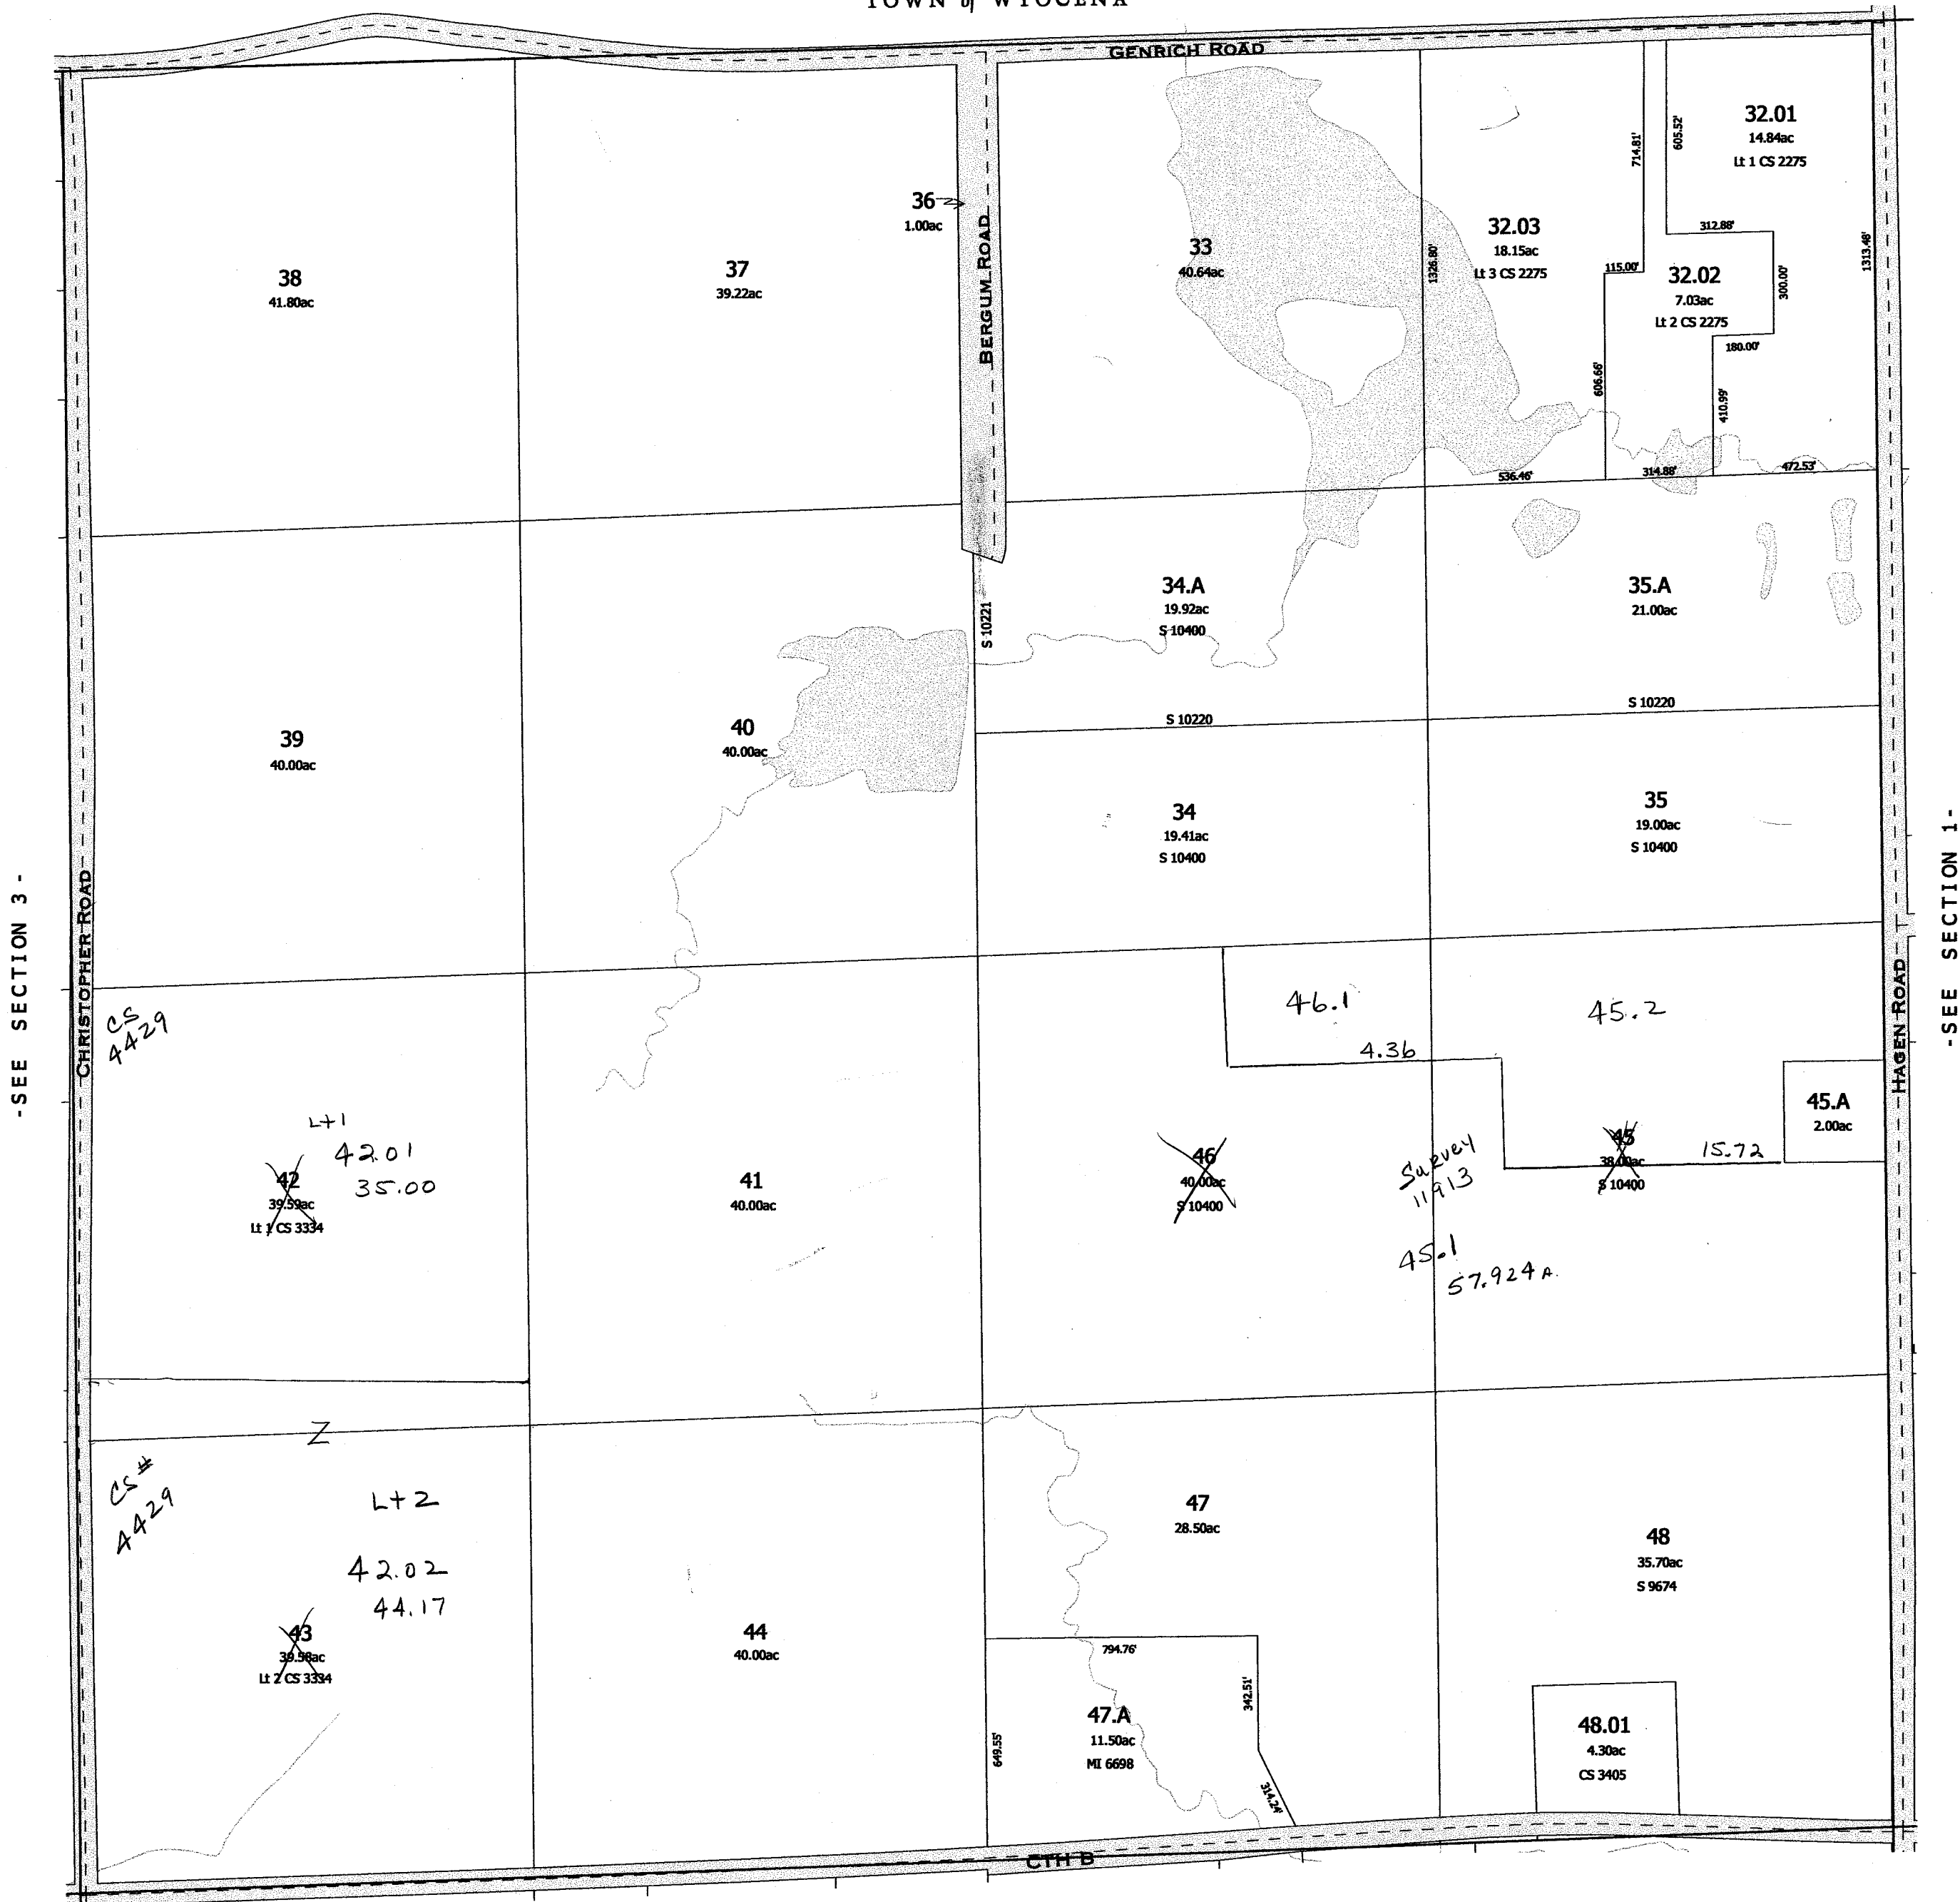 TOWN of WYOCENA
GENRICH ROAD
32.01
14.84ac
Lt 1 CS 2275
605.52'
714.81'
36
1.00ac
BERGUM ROAD
33
40.64ac
1326.80'
32.03
18.15ac
Lt 3 CS 2275
312.88'
115.00'
32.02
7.03ac
Lt 2 CS 2275
300.00'
1313.48'
180.00'
606.66'
410.99'
536.46'
314.88'
472.53'
38
41.80ac
37
39.22ac
34.A
19.92ac
S 10400
S 10221
35.A
21.00ac
S 10220
S 10220
39
40.00ac
40
40.00ac
34
19.41ac
S 10400
35
19.00ac
S 10400
-SEE SECTION 3 -
CHRISTOPHER ROAD
-SEE SECTION 1-
HAGEN ROAD
CS
4429
46.1
4.36
45.2
45.A
2.00ac
Lt 1
42.01
35.00
42
39.59ac
Lt 1 CS 3334
41
40.00ac
46
40.00ac
S 10400
Survey
11913
45
38.00ac
S 10400
15.72
45.1
57.924 A.
Z
CS #
4429
Lt 2
42.02
44.17
43
39.58ac
Lt 2 CS 3334
44
40.00ac
47
28.50ac
48
35.70ac
S 9674
794.76'
342.51'
649.55'
47.A
11.50ac
MI 6698
314.24'
48.01
4.30ac
CS 3405
CTH B